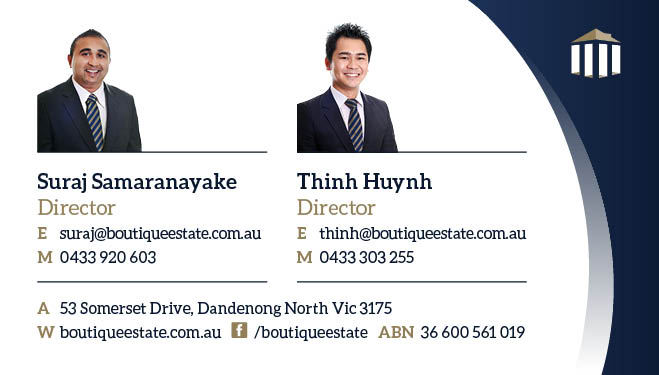 Suraj Samaranayake
Director
E suraj@boutiqueestate.com.au
M 0433 920 603
Thinh Huynh
Director
E thinh@boutiqueestate.com.au
M 0433 303 255
A 53 Somerset Drive, Dandenong North Vic 3175
W boutiqueestate.com.au f /boutiqueestate ABN 36 600 561 019